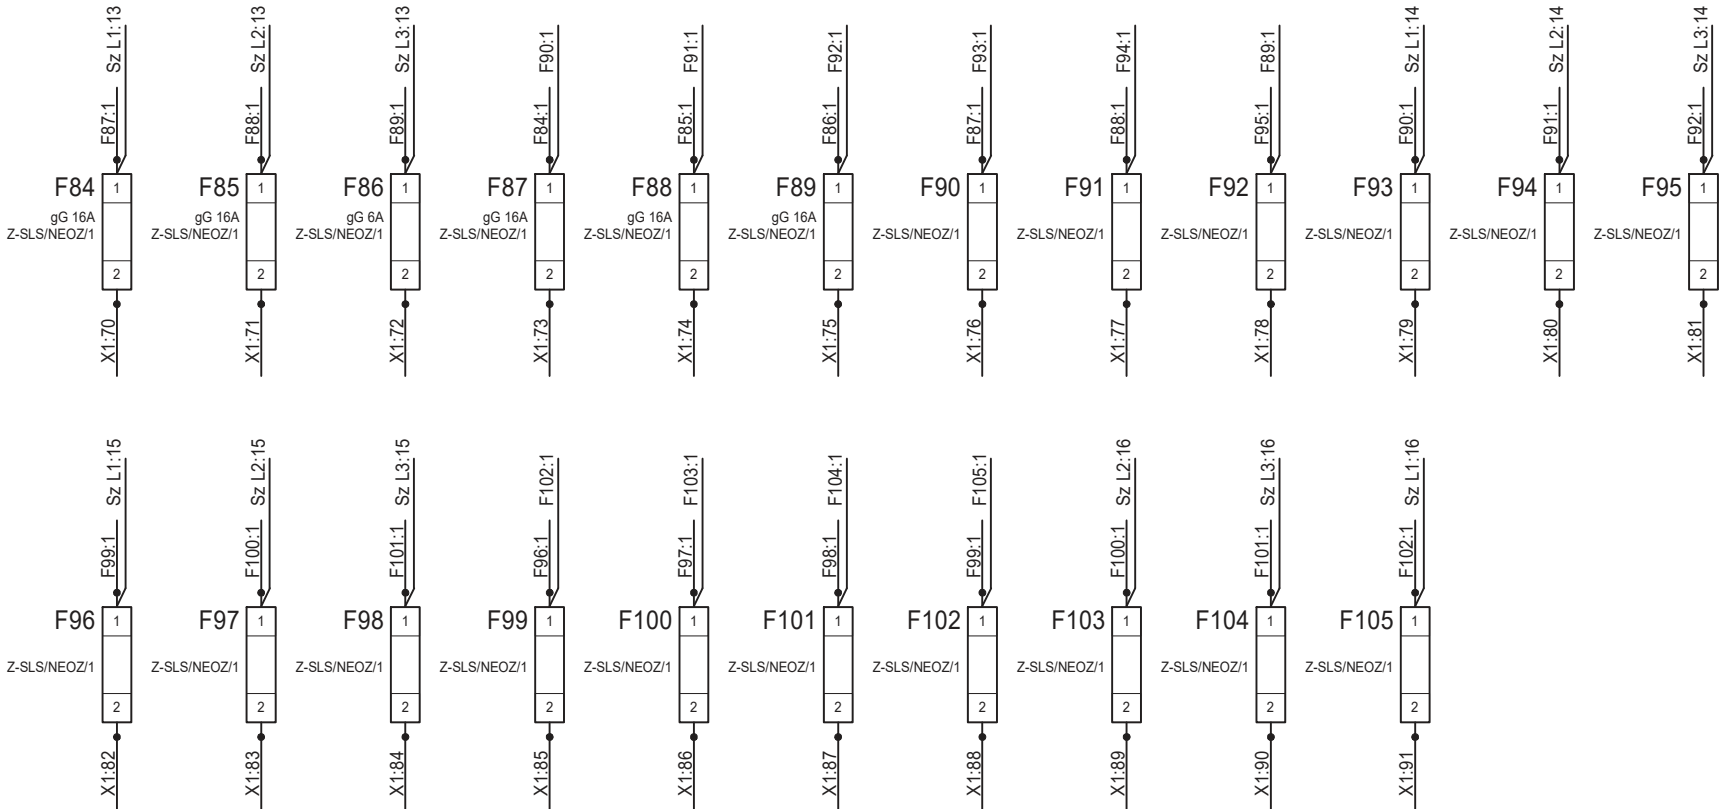 Sz L1:13
Sz L2:13
Sz L3:13
F90:1
F91:1
F92:1
F93:1
F94:1
F89:1
Sz L1:14
Sz L2:14
Sz L3:14
F87:1
F88:1
F89:1
F84:1
F85:1
F86:1
F87:1
F88:1
F95:1
F90:1
F91:1
F92:1
F84 1
F85 1
F86 1
F87 1
F88 1
F89 1
F90 1
F91 1
F92 1
F93 1
F94 1
F95 1
gG 16A
gG 16A
gG 6A
gG 16A
gG 16A
gG 16A
Z-SLS/NEOZ/1
Z-SLS/NEOZ/1
Z-SLS/NEOZ/1
Z-SLS/NEOZ/1
Z-SLS/NEOZ/1
Z-SLS/NEOZ/1
Z-SLS/NEOZ/1
Z-SLS/NEOZ/1
Z-SLS/NEOZ/1
Z-SLS/NEOZ/1
Z-SLS/NEOZ/1
Z-SLS/NEOZ/1
2
2
2
2
2
2
2
2
2
2
2
2
X1:70
X1:71
X1:72
X1:73
X1:74
X1:75
X1:76
X1:77
X1:78
X1:79
X1:80
X1:81
Sz L1:15
Sz L2:15
Sz L3:15
F102:1
F103:1
F104:1
F105:1
Sz L2:16
Sz L3:16
Sz L1:16
F99:1
F100:1
F101:1
F96:1
F97:1
F98:1
F99:1
F100:1
F101:1
F102:1
F96 1
F97 1
F98 1
F99 1
F100 1
F101 1
F102 1
F103 1
F104 1
F105 1
Z-SLS/NEOZ/1
Z-SLS/NEOZ/1
Z-SLS/NEOZ/1
Z-SLS/NEOZ/1
Z-SLS/NEOZ/1
Z-SLS/NEOZ/1
Z-SLS/NEOZ/1
Z-SLS/NEOZ/1
Z-SLS/NEOZ/1
Z-SLS/NEOZ/1
2
2
2
2
2
2
2
2
2
2
X1:82
X1:83
X1:84
X1:85
X1:86
X1:87
X1:88
X1:89
X1:90
X1:91